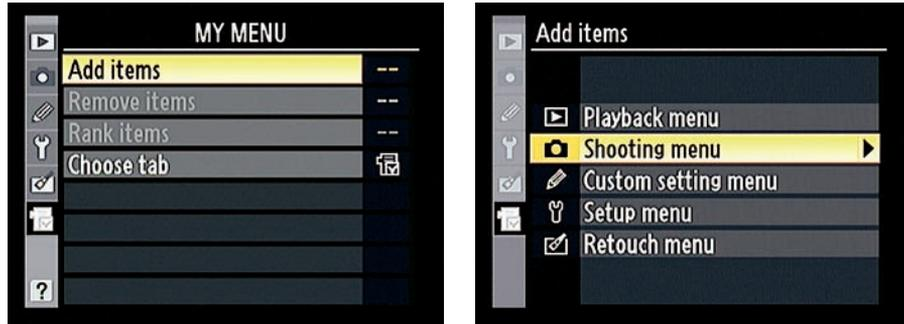 MY MENU
Add items --
Remove items --
Rank items --
Choose tab
?
Add items
Playback menu
Shooting menu
Custom setting menu
Setup menu
Retouch menu